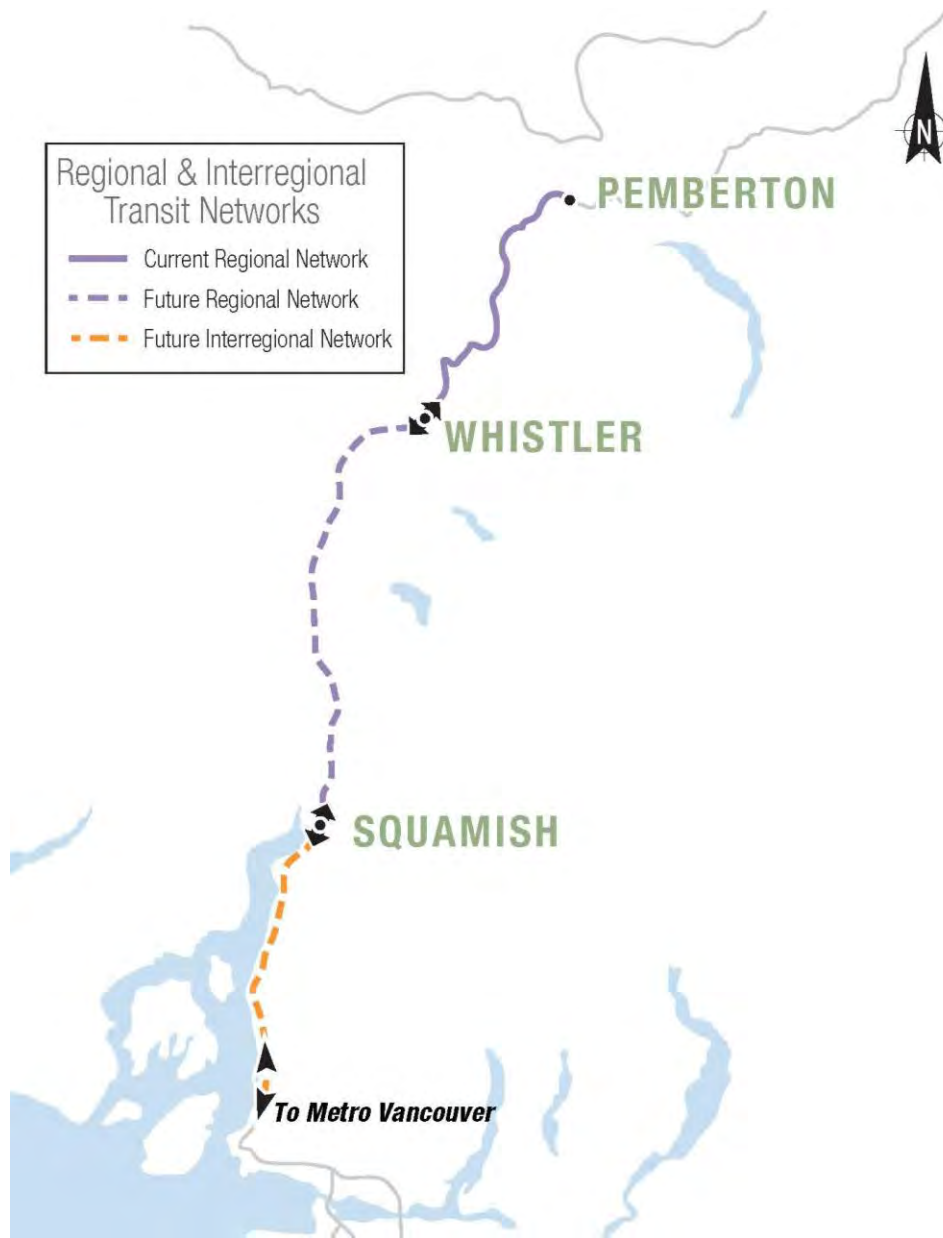 N
Regional & Interregional
Transit Networks
Current Regional Network
Future Regional Network
Future Interregional Network
PEMBERTON
WHISTLER
SQUAMISH
To Metro Vancouver